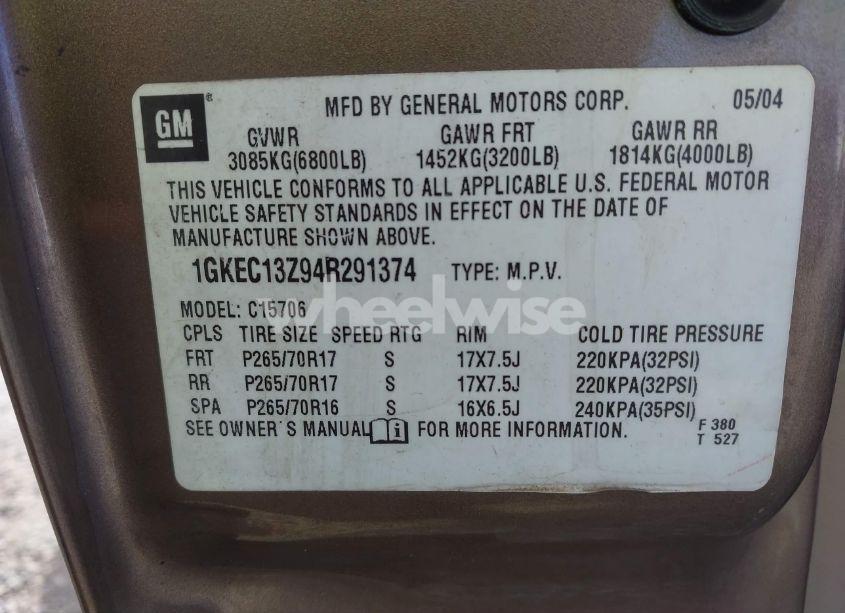 GM® MFD BY GENERAL MOTORS CORP. 05/04
GVWR GAWR FRT GAWR RR
3085KG(6800LB) 1452KG(3200LB) 1814KG(4000LB)
THIS VEHICLE CONFORMS TO ALL APPLICABLE U.S. FEDERAL MOTOR
VEHICLE SAFETY STANDARDS IN EFFECT ON THE DATE OF
MANUFACTURE SHOWN ABOVE.
1GKEC13Z94R291374 TYPE: M.P.V.
MODEL: C15706
wheelwise
CPLS TIRE SIZE SPEED RTG RIM COLD TIRE PRESSURE
FRT P265/70R17 S 17X7.5J 220KPA(32PSI)
RR P265/70R17 S 17X7.5J 220KPA(32PSI)
SPA P265/70R16 S 16X6.5J 240KPA(35PSI)
SEE OWNER'S MANUAL i FOR MORE INFORMATION.
F 380
T 527